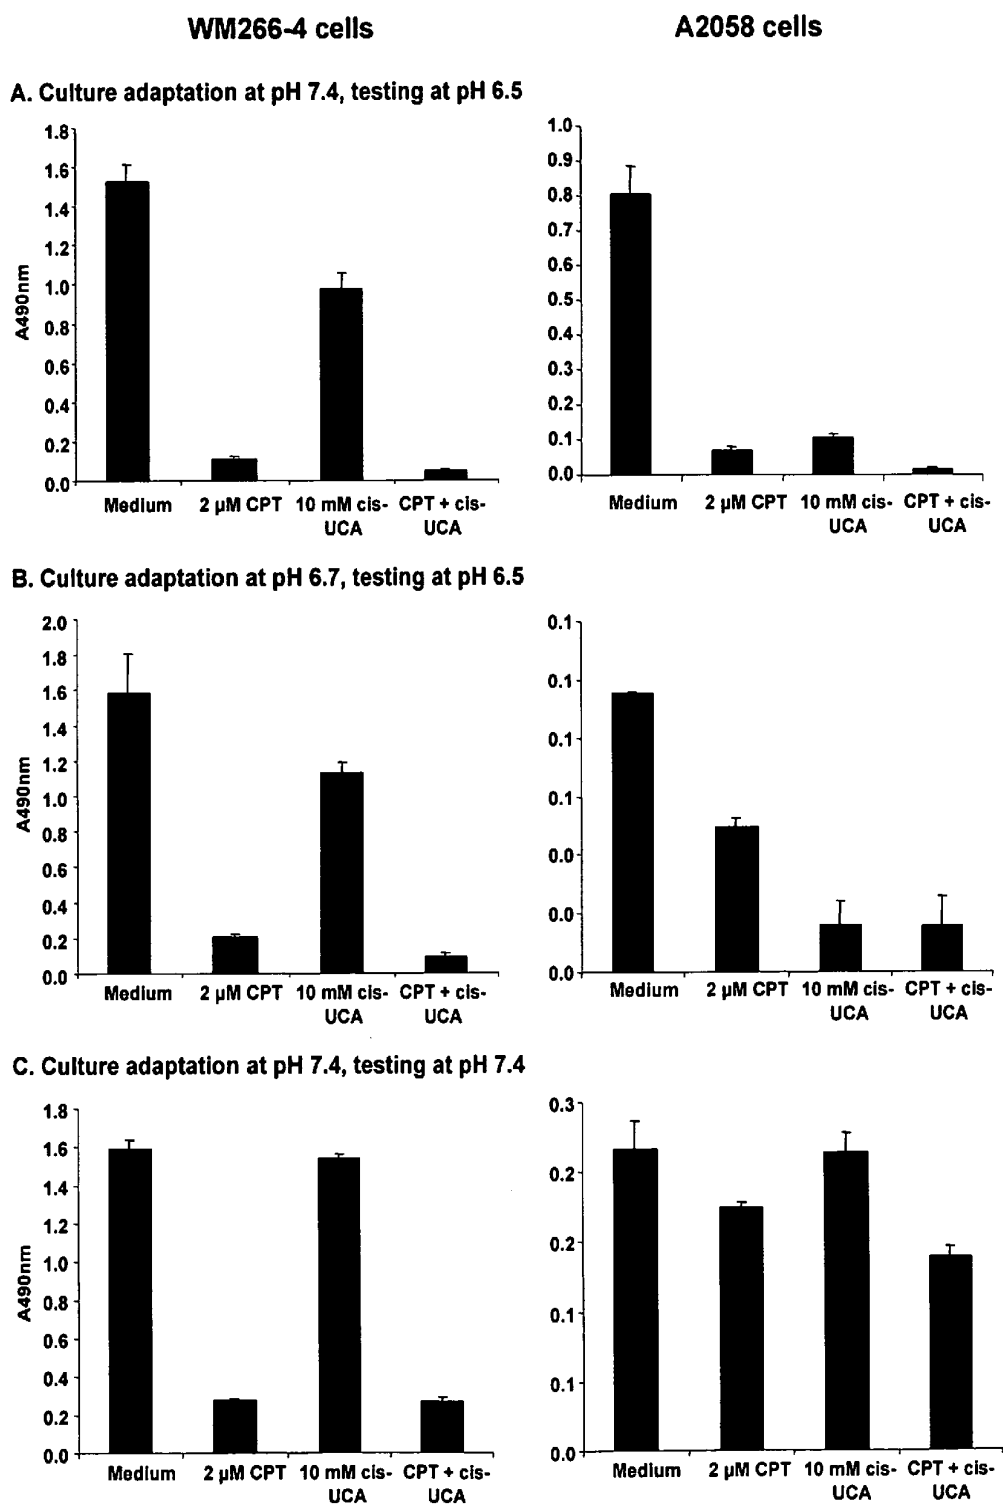 WM266-4 cells
A2058 cells
A. Culture adaptation at pH 7.4, testing at pH 6.5
A490nm
1.8
1.6
1.4
1.2
1.0
0.8
0.6
0.4
0.2
0.0
Medium
2 µM CPT
10 mM cis-
UCA
CPT + cis-
UCA
1.0
0.9
0.8
0.7
0.6
0.5
0.4
0.3
0.2
0.1
0.0
Medium
2 µM CPT
10 mM cis-
UCA
CPT + cis-
UCA
B. Culture adaptation at pH 6.7, testing at pH 6.5
A490nm
2.0
1.8
1.6
1.4
1.2
1.0
0.8
0.6
0.4
0.2
0.0
Medium
2 µM CPT
10 mM cis-
UCA
CPT + cis-
UCA
0.1
0.1
0.1
0.1
0.0
0.0
0.0
Medium
2 µM CPT
10 mM cis-
UCA
CPT + cis-
UCA
C. Culture adaptation at pH 7.4, testing at pH 7.4
A490nm
1.8
1.6
1.4
1.2
1.0
0.8
0.6
0.4
0.2
0.0
Medium
2 µM CPT
10 mM cis-
UCA
CPT + cis-
UCA
0.3
0.2
0.2
0.1
0.1
0.0
Medium
2 µM CPT
10 mM cis-
UCA
CPT + cis-
UCA